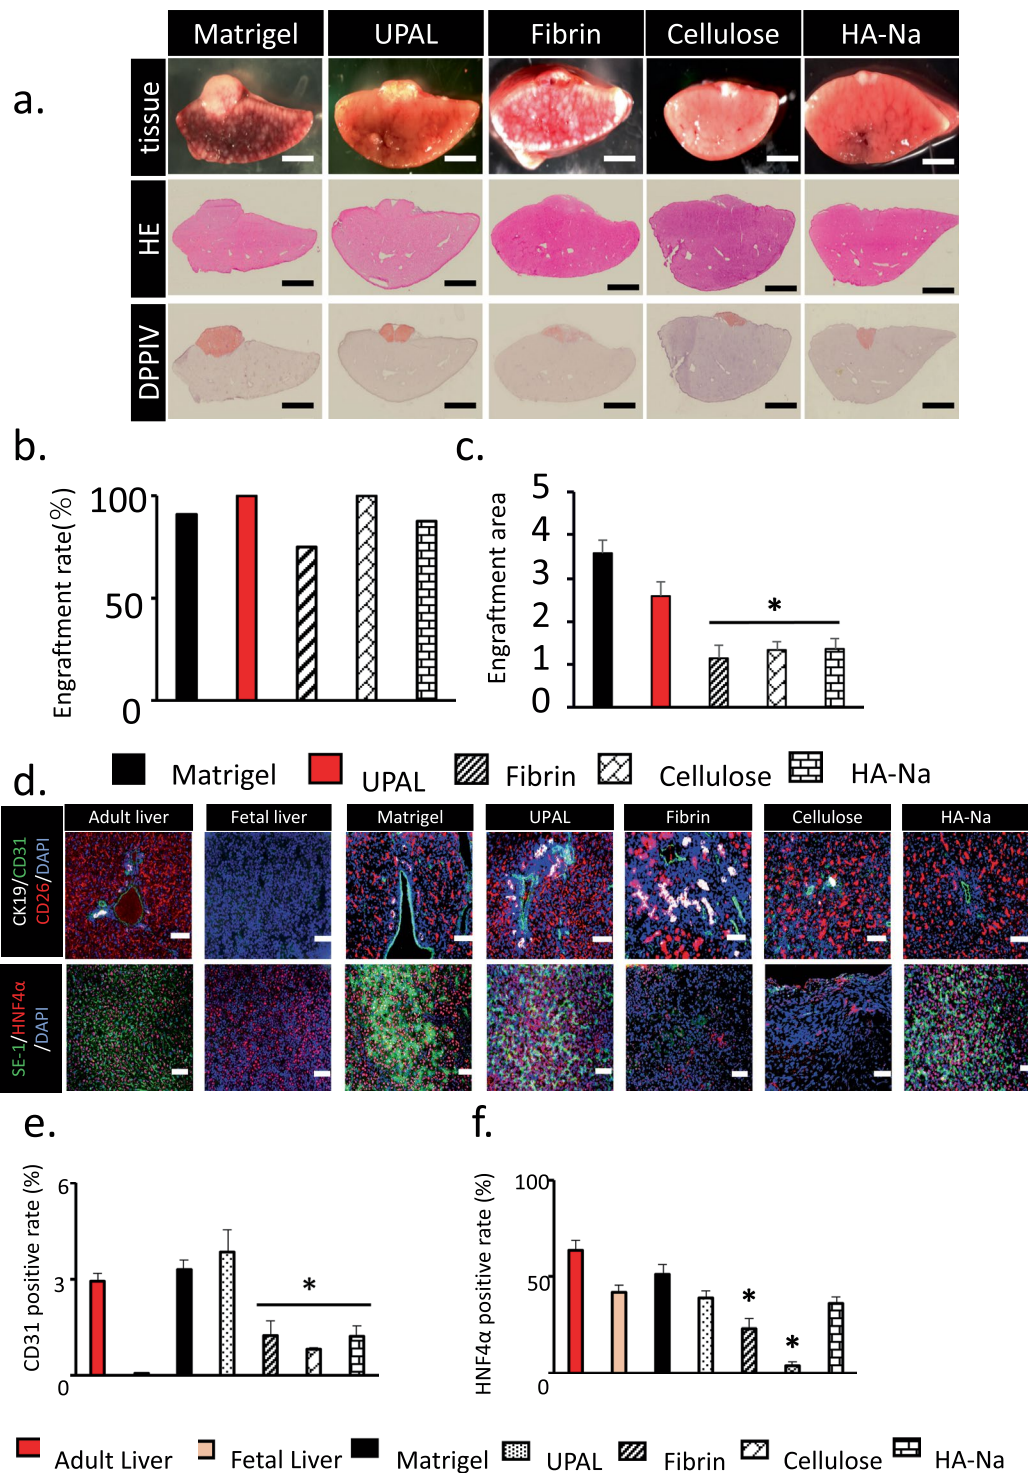 a.
Matrigel UPAL Fibrin Cellulose HA-Na
tissue
HE
DPPIV
b.
Engraftment rate(%)
100
50
0
c.
Engraftment area
5
4
3
2
1
0
*
Matrigel UPAL Fibrin Cellulose HA-Na
d.
Adult liver Fetal liver Matrigel UPAL Fibrin Cellulose HA-Na
CK19/CD31
CD26/DAPI
SE-1/HNF4α
/DAPI
e.
CD31 positive rate (%)
6
3
0
*
f.
HNF4α positive rate (%)
100
50
0
*
*
Adult Liver Fetal Liver Matrigel UPAL Fibrin Cellulose HA-Na